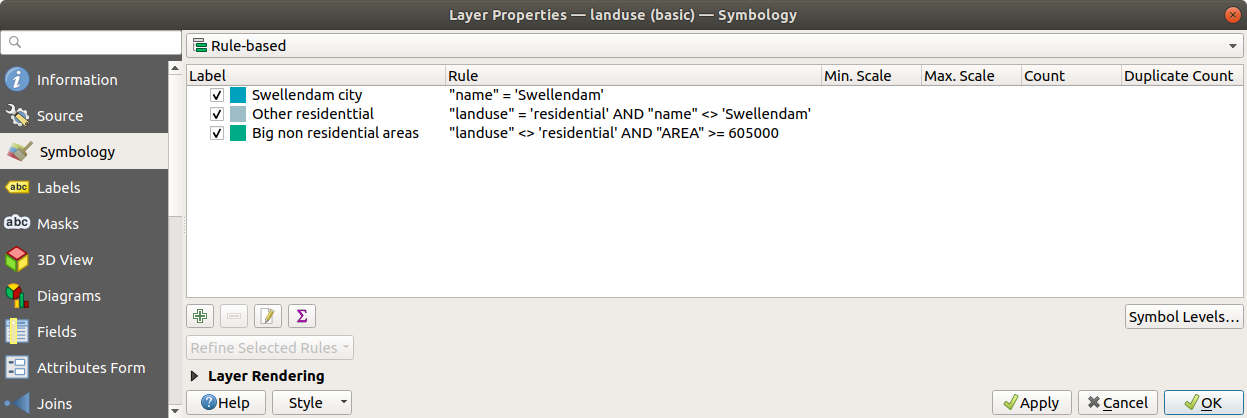 Layer Properties — landuse (basic) — Symbology
Rule-based
Label Rule Min. Scale Max. Scale Count Duplicate Count
Swellendam city "name" = 'Swellendam'
Other residenttial "landuse" = 'residential' AND "name" <> 'Swellendam'
Big non residential areas "landuse" <> 'residential' AND "AREA" >= 605000
Information
Source
Symbology
abc Labels
abc Masks
3D View
Diagrams
Fields
Attributes Form
Joins
Σ
Symbol Levels…
Refine Selected Rules
Layer Rendering
Help Style Apply Cancel OK